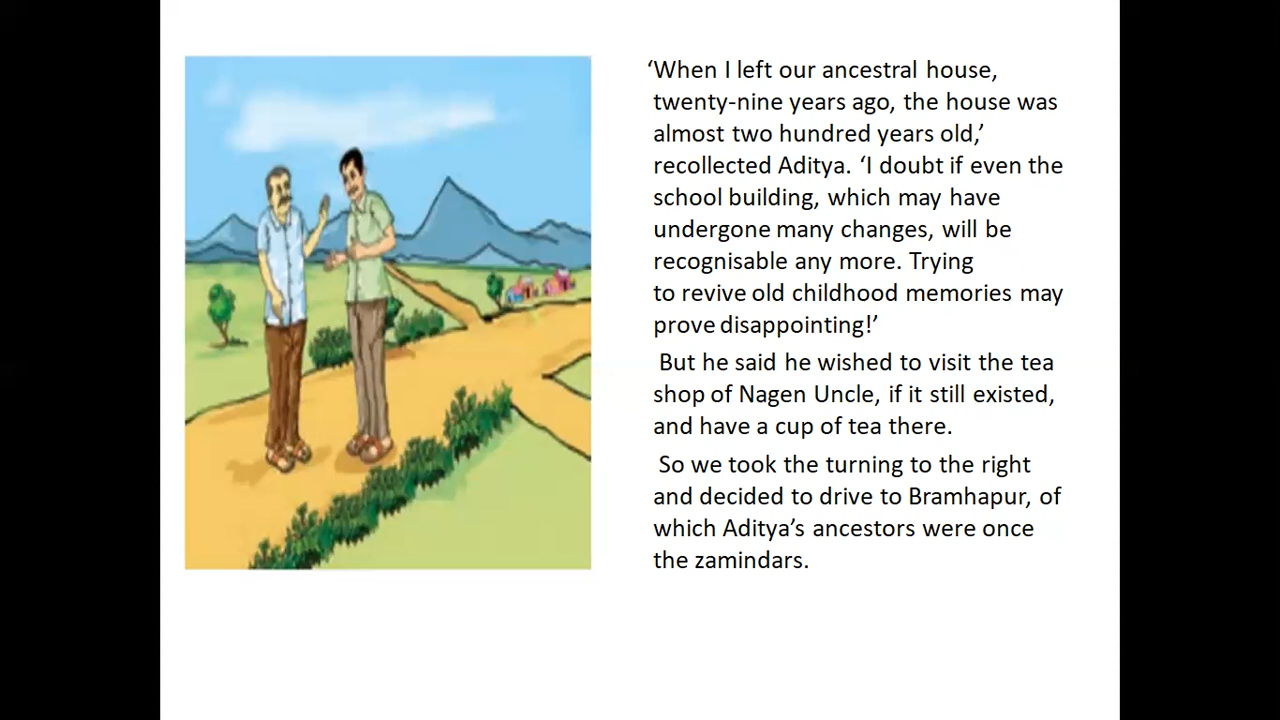 ‘When I left our ancestral house,
twenty-nine years ago, the house was
almost two hundred years old,’
recollected Aditya. ‘I doubt if even the
school building, which may have
undergone many changes, will be
recognisable any more. Trying
to revive old childhood memories may
prove disappointing!’
But he said he wished to visit the tea
shop of Nagen Uncle, if it still existed,
and have a cup of tea there.
So we took the turning to the right
and decided to drive to Bramhapur, of
which Aditya’s ancestors were once
the zamindars.